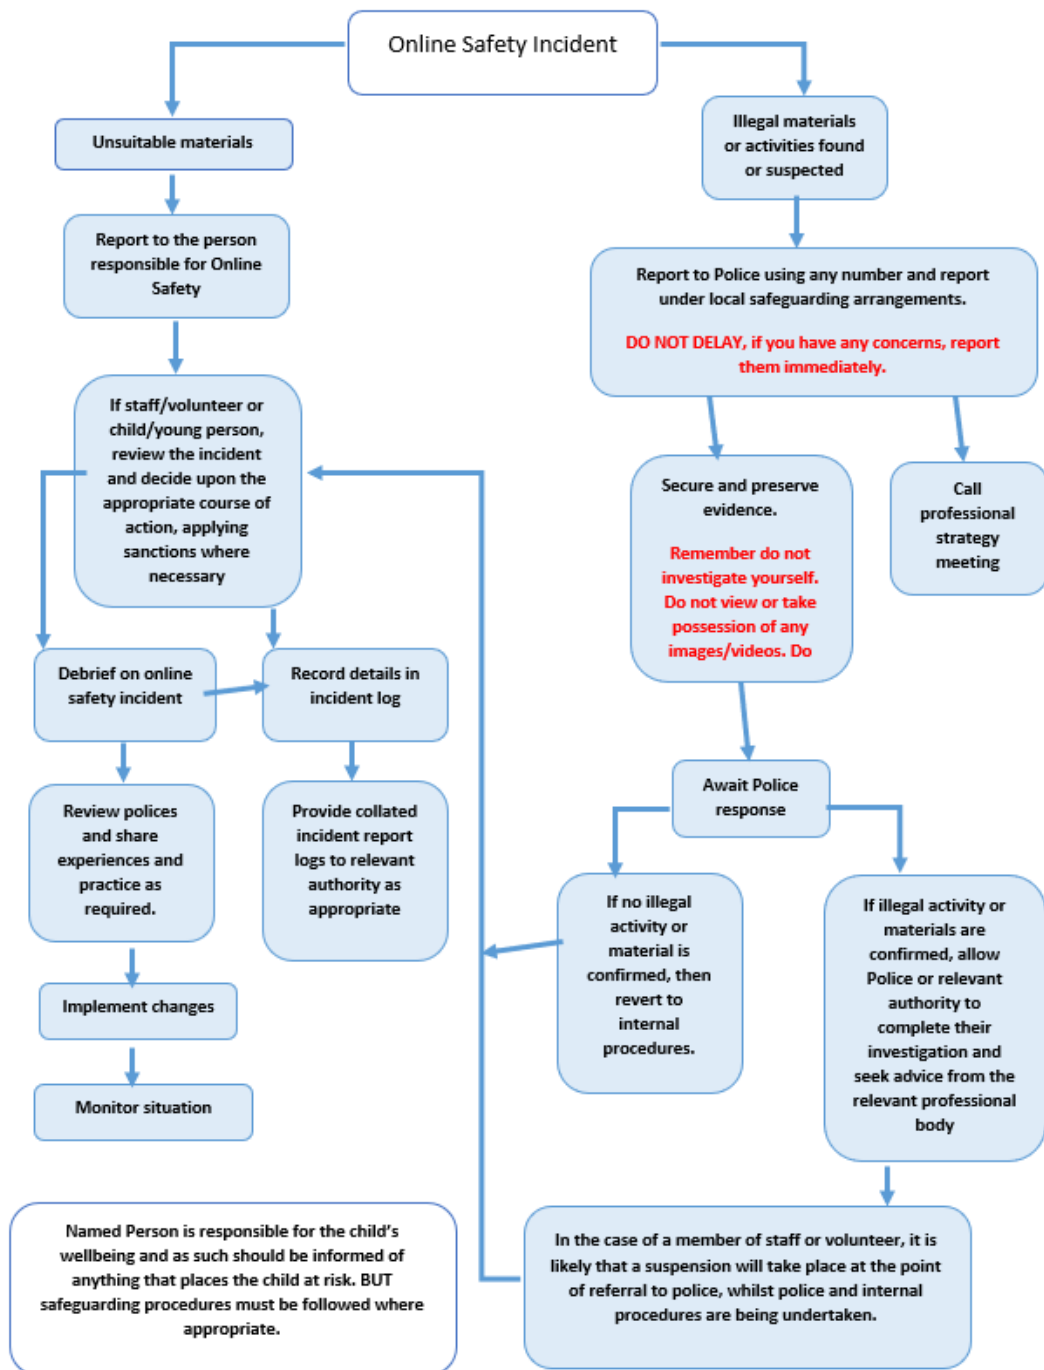 Online Safety Incident
Unsuitable materials
Illegal materials
or activities found
or suspected
Report to the person
responsible for Online
Safety
Report to Police using any number and report
under local safeguarding arrangements.
DO NOT DELAY, if you have any concerns, report
them immediately.
If staff/volunteer or
child/young person,
review the incident
and decide upon the
appropriate course of
action, applying
sanctions where
necessary
Secure and preserve
evidence.
Remember do not
investigate yourself.
Do not view or take
possession of any
images/videos. Do
Call
professional
strategy
meeting
Debrief on online
safety incident
Record details in
incident log
Review polices
and share
experiences and
practice as
required.
Provide collated
incident report
logs to relevant
authority as
appropriate
Await Police
response
If no illegal
activity or
material is
confirmed, then
revert to
internal
procedures.
If illegal activity or
materials are
confirmed, allow
Police or relevant
authority to
complete their
investigation and
seek advice from the
relevant professional
body
Implement changes
Monitor situation
Named Person is responsible for the child's
wellbeing and as such should be informed of
anything that places the child at risk. BUT
safeguarding procedures must be followed where
appropriate.
In the case of a member of staff or volunteer, it is
likely that a suspension will take place at the point
of referral to police, whilst police and internal
procedures are being undertaken.